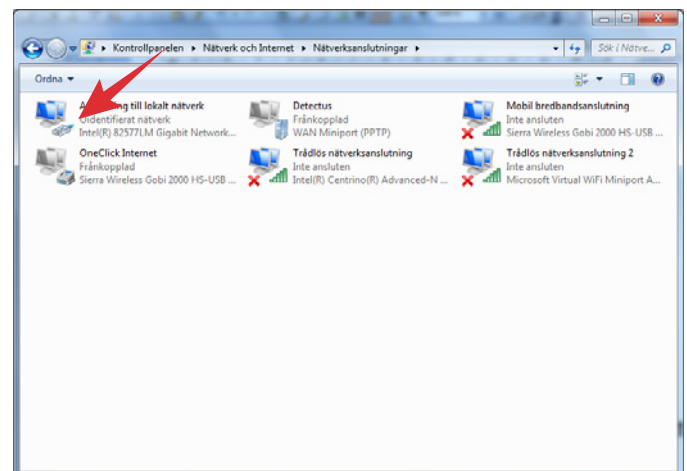 Kontrollpanelen ▸ Nätverk och Internet ▸ Nätverksanslutningar ▸
Sök i Nätve...
Ordna
ng till lokalt nätverk
Oidentifierat nätverk
Intel(R) 82577LM Gigabit Network...
Detectus
Frånkopplad
WAN Miniport (PPTP)
Mobil bredbandsanslutning
Inte ansluten
Sierra Wireless Gobi 2000 HS-USB ...
OneClick Internet
Frånkopplad
Sierra Wireless Gobi 2000 HS-USB ...
Trådlös nätverksanslutning
Inte ansluten
Intel(R) Centrino(R) Advanced-N ...
Trådlös nätverksanslutning 2
Inte ansluten
Microsoft Virtual WiFi Miniport A...